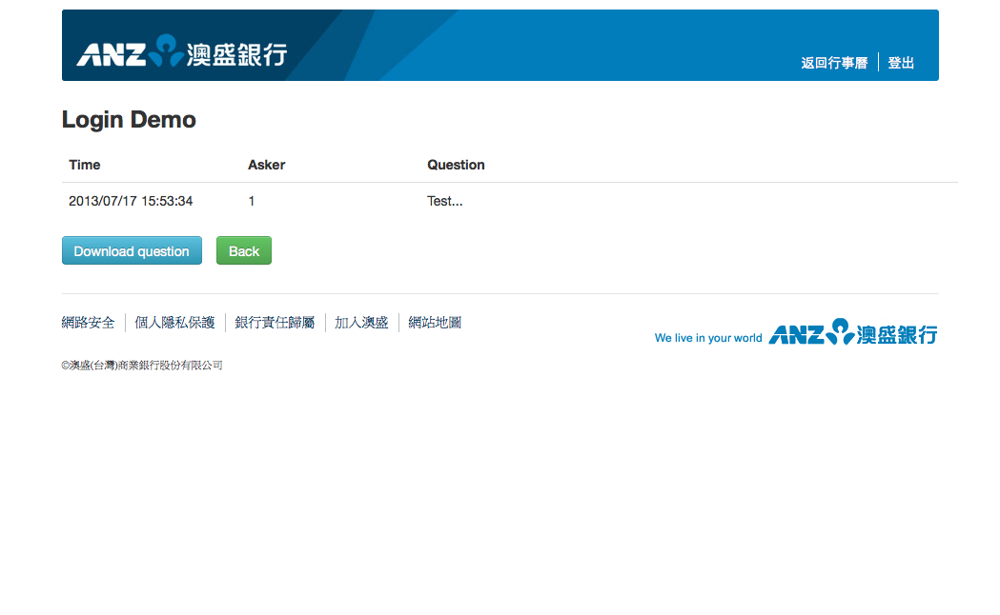 ANZ 澳盛銀行
返回行事曆 登出
Login Demo
Time Asker Question
2013/07/17 15:53:34 1 Test...
Download question Back
網路安全 個人隱私保護 銀行責任歸屬 加入澳盛 網站地圖
We live in your world ANZ 澳盛銀行
©澳盛(台灣)商業銀行股份有限公司